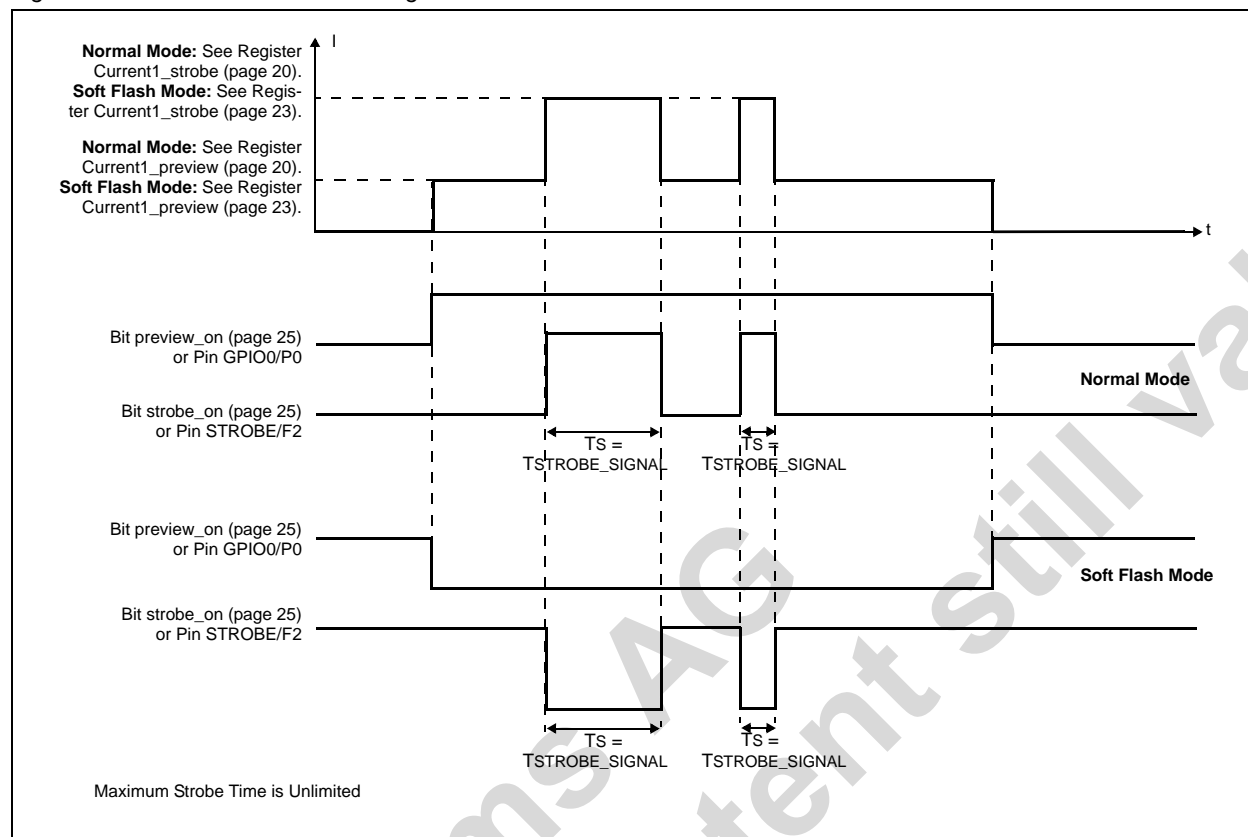 Normal Mode: See Register
Current1_strobe (page 20).
Soft Flash Mode: See Regis-
ter Current1_strobe (page 23).
Normal Mode: See Register
Current1_preview (page 20).
Soft Flash Mode: See Register
Current1_preview (page 23).
I
t
Bit preview_on (page 25)
or Pin GPIO0/P0
Normal Mode
Bit strobe_on (page 25)
or Pin STROBE/F2
TS =
TSTROBE_SIGNAL
TS =
TSTROBE_SIGNAL
Bit preview_on (page 25)
or Pin GPIO0/P0
Soft Flash Mode
Bit strobe_on (page 25)
or Pin STROBE/F2
TS =
TSTROBE_SIGNAL
TS =
TSTROBE_SIGNAL
Maximum Strobe Time is Unlimited
ms AG
still